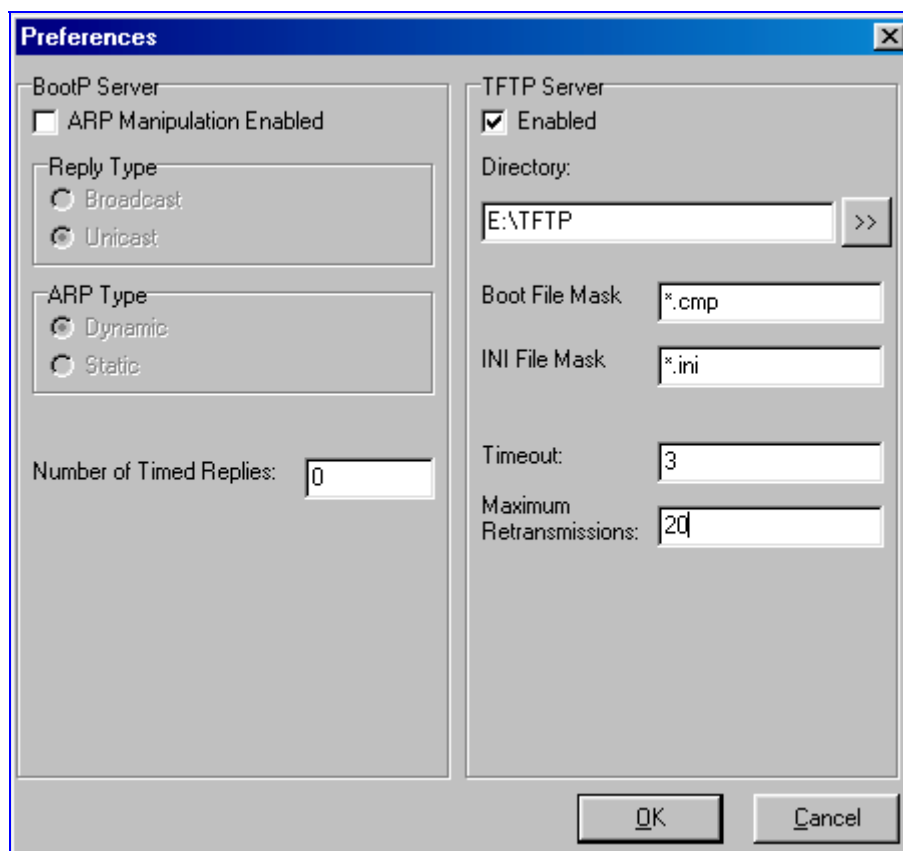 Preferences
BootP Server
ARP Manipulation Enabled
Reply Type
Broadcast
Unicast
ARP Type
Dynamic
Static
Number of Timed Replies: 0
TFTP Server
Enabled
Directory:
E:\TFTP >>
Boot File Mask *.cmp
INI File Mask *.ini
Timeout: 3
Maximum
Retransmissions: 20
OK Cancel